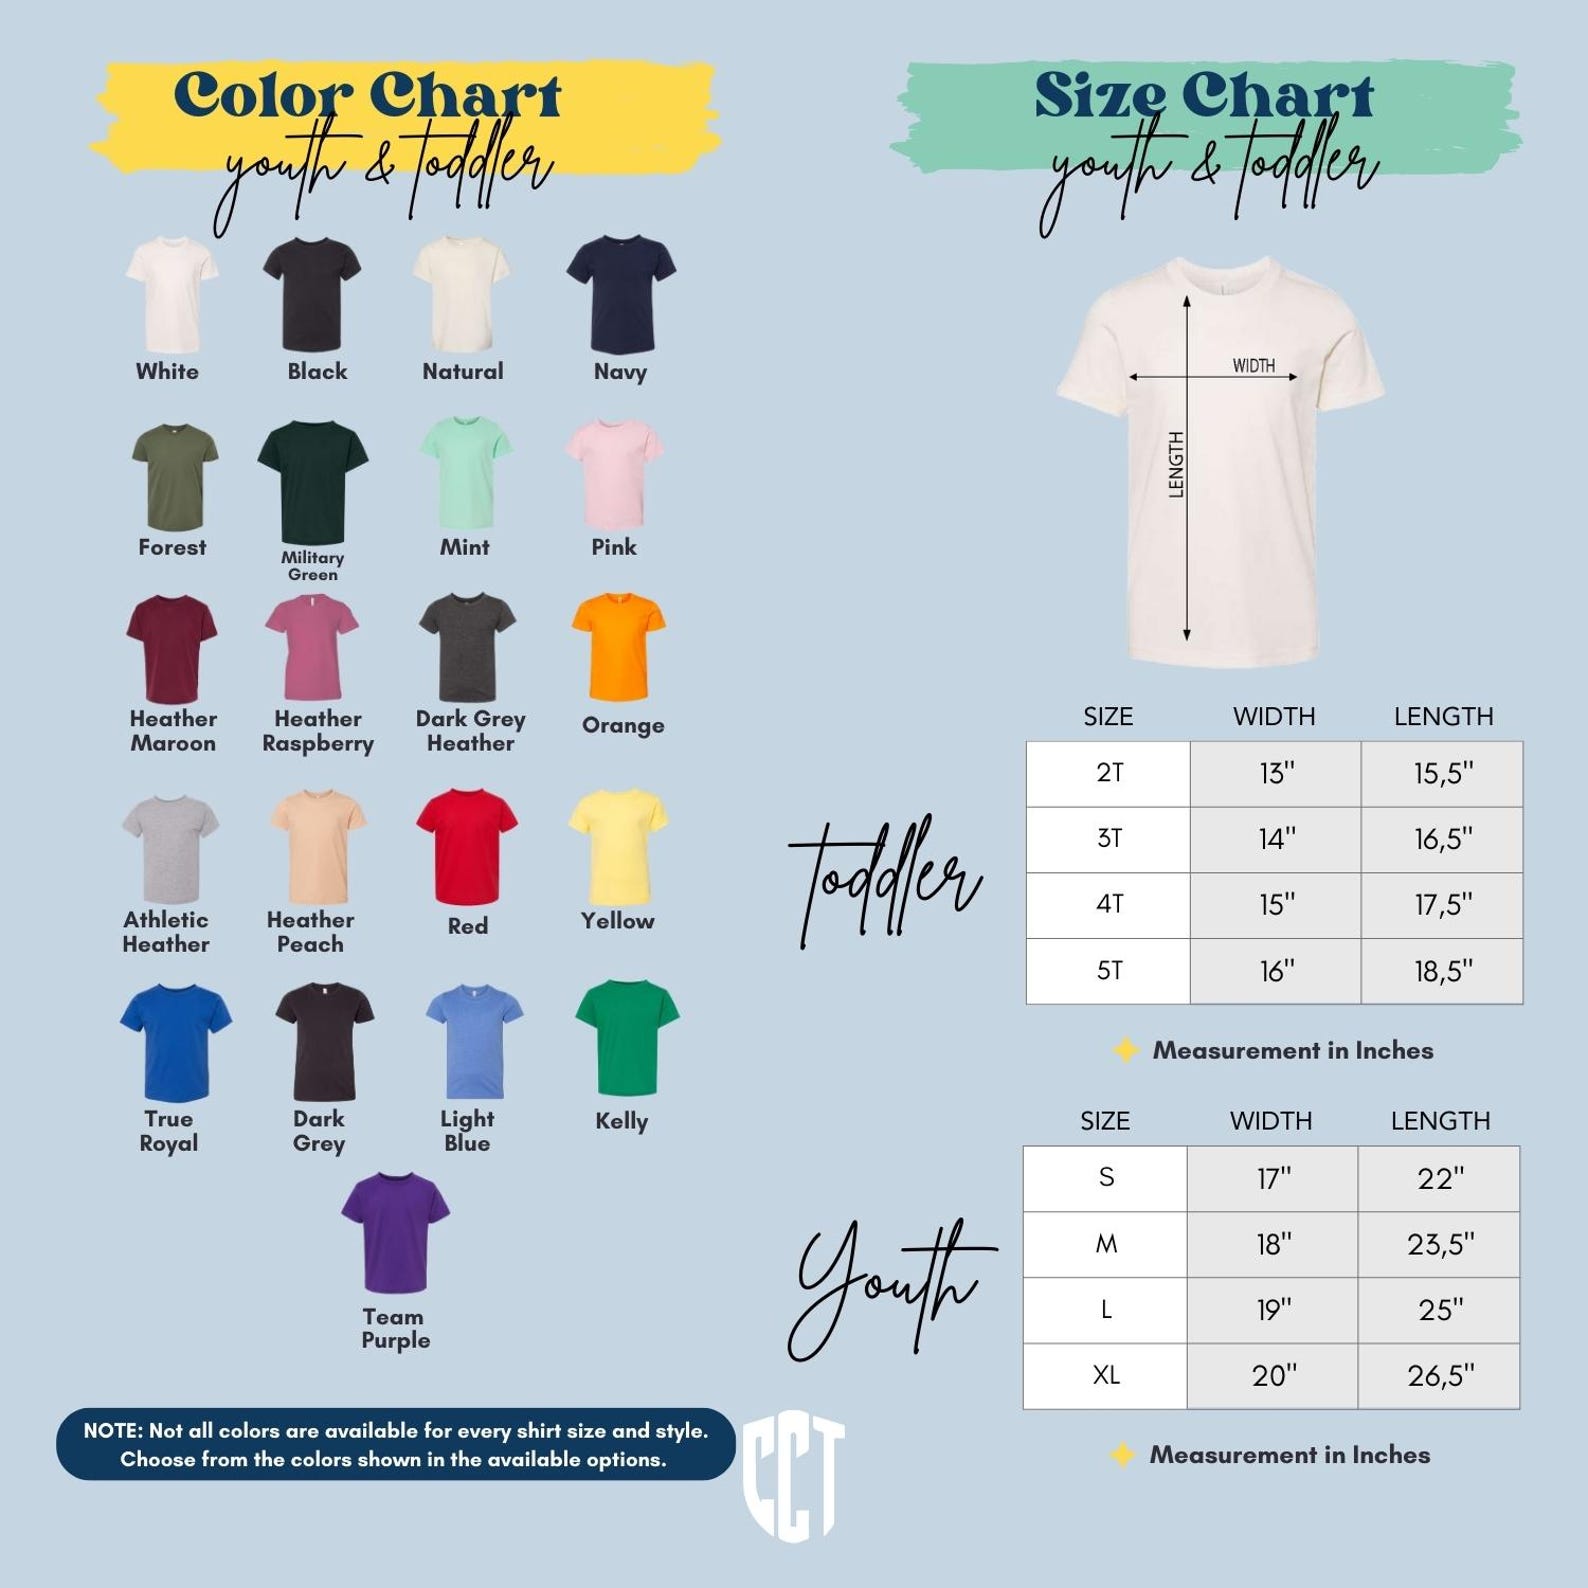 Color Chart
youth & toddler
White Black Natural Navy
Forest Military Mint Pink
Green
Heather Heather Dark Grey Orange
Maroon Raspberry Heather
Athletic Heather Red Yellow
Heather Peach
True Dark Light Kelly
Royal Grey Blue
Team
Purple
NOTE: Not all colors are available for every shirt size and style.
Choose from the colors shown in the available options.
CCT
Size Chart
youth & toddler
WIDTH
LENGTH
Toddler
SIZE WIDTH LENGTH
2T 13" 15,5"
3T 14" 16,5"
4T 15" 17,5"
5T 16" 18,5"
Measurement in Inches
Youth
SIZE WIDTH LENGTH
S 17" 22"
M 18" 23,5"
L 19" 25"
XL 20" 26,5"
Measurement in Inches